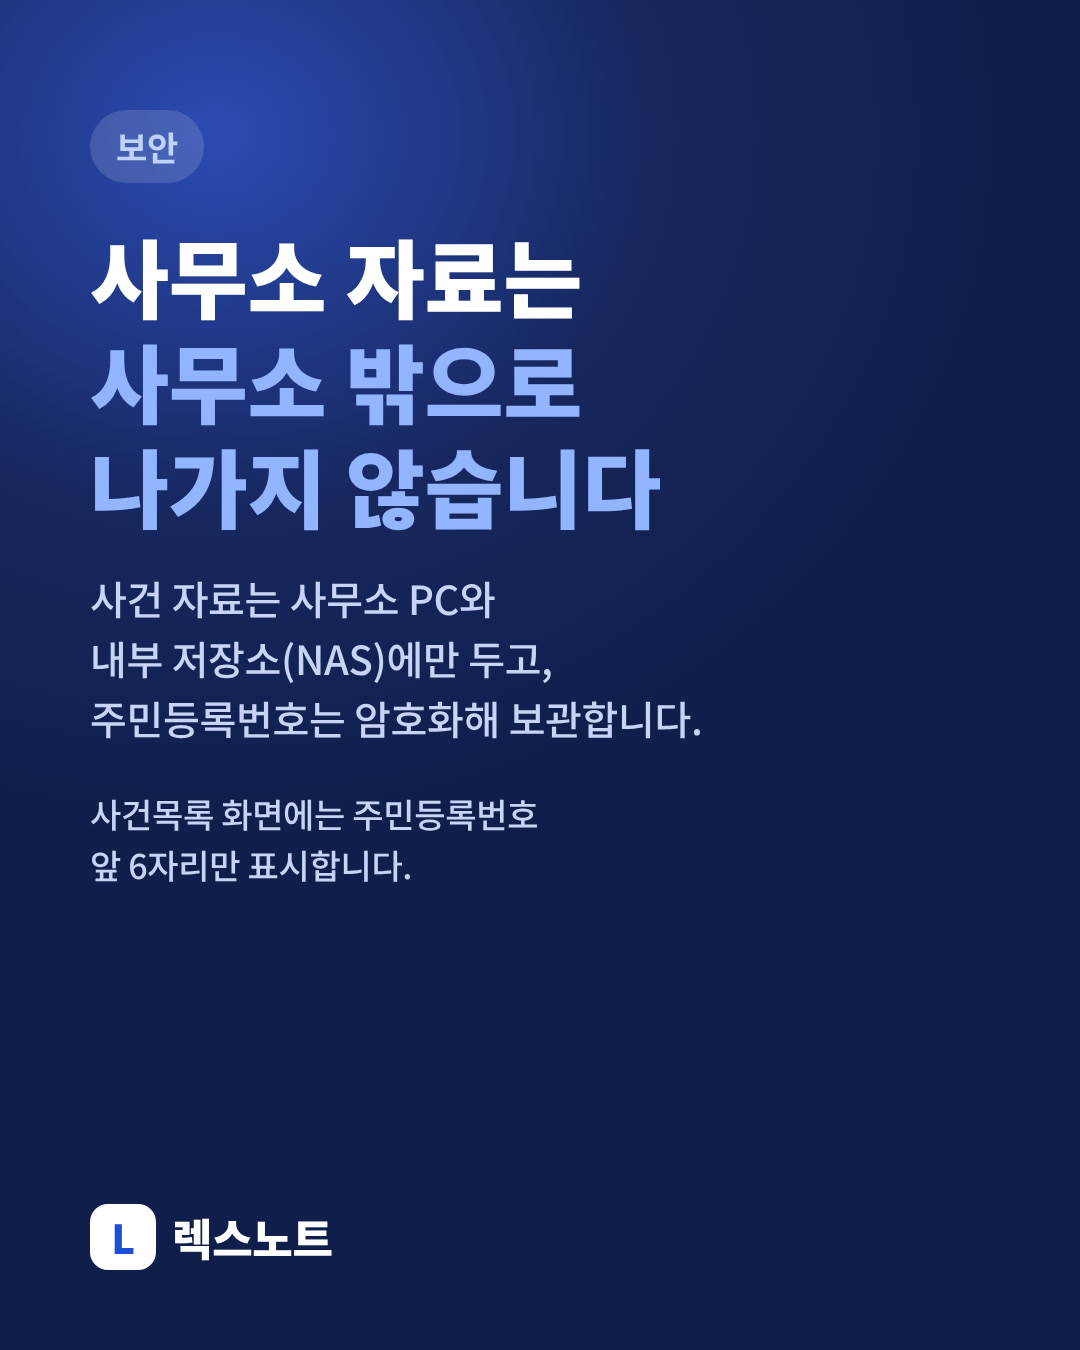 보안
사무소 자료는
사무소 밖으로
나가지 않습니다
사건 자료는 사무소 PC와
내부 저장소(NAS)에만 두고,
주민등록번호는 암호화해 보관합니다.
사건목록 화면에는 주민등록번호
앞 6자리만 표시합니다.
L 렉스노트